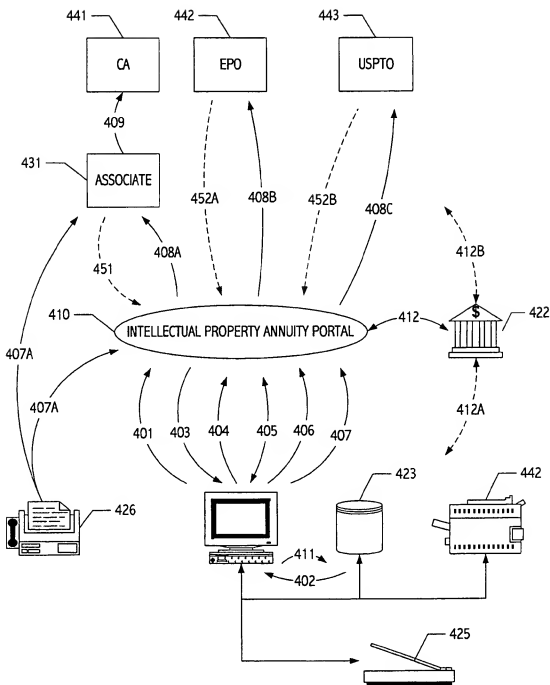 441
442
443
CA
EPO
USPTO
409
431
ASSOCIATE
452A
408B
452B
408C
451
408A
412B
410
INTELLECTUAL PROPERTY ANNUITY PORTAL
412
$
422
407A
407A
412A
401
403
404
405
406
407
423
442
426
411
402
425